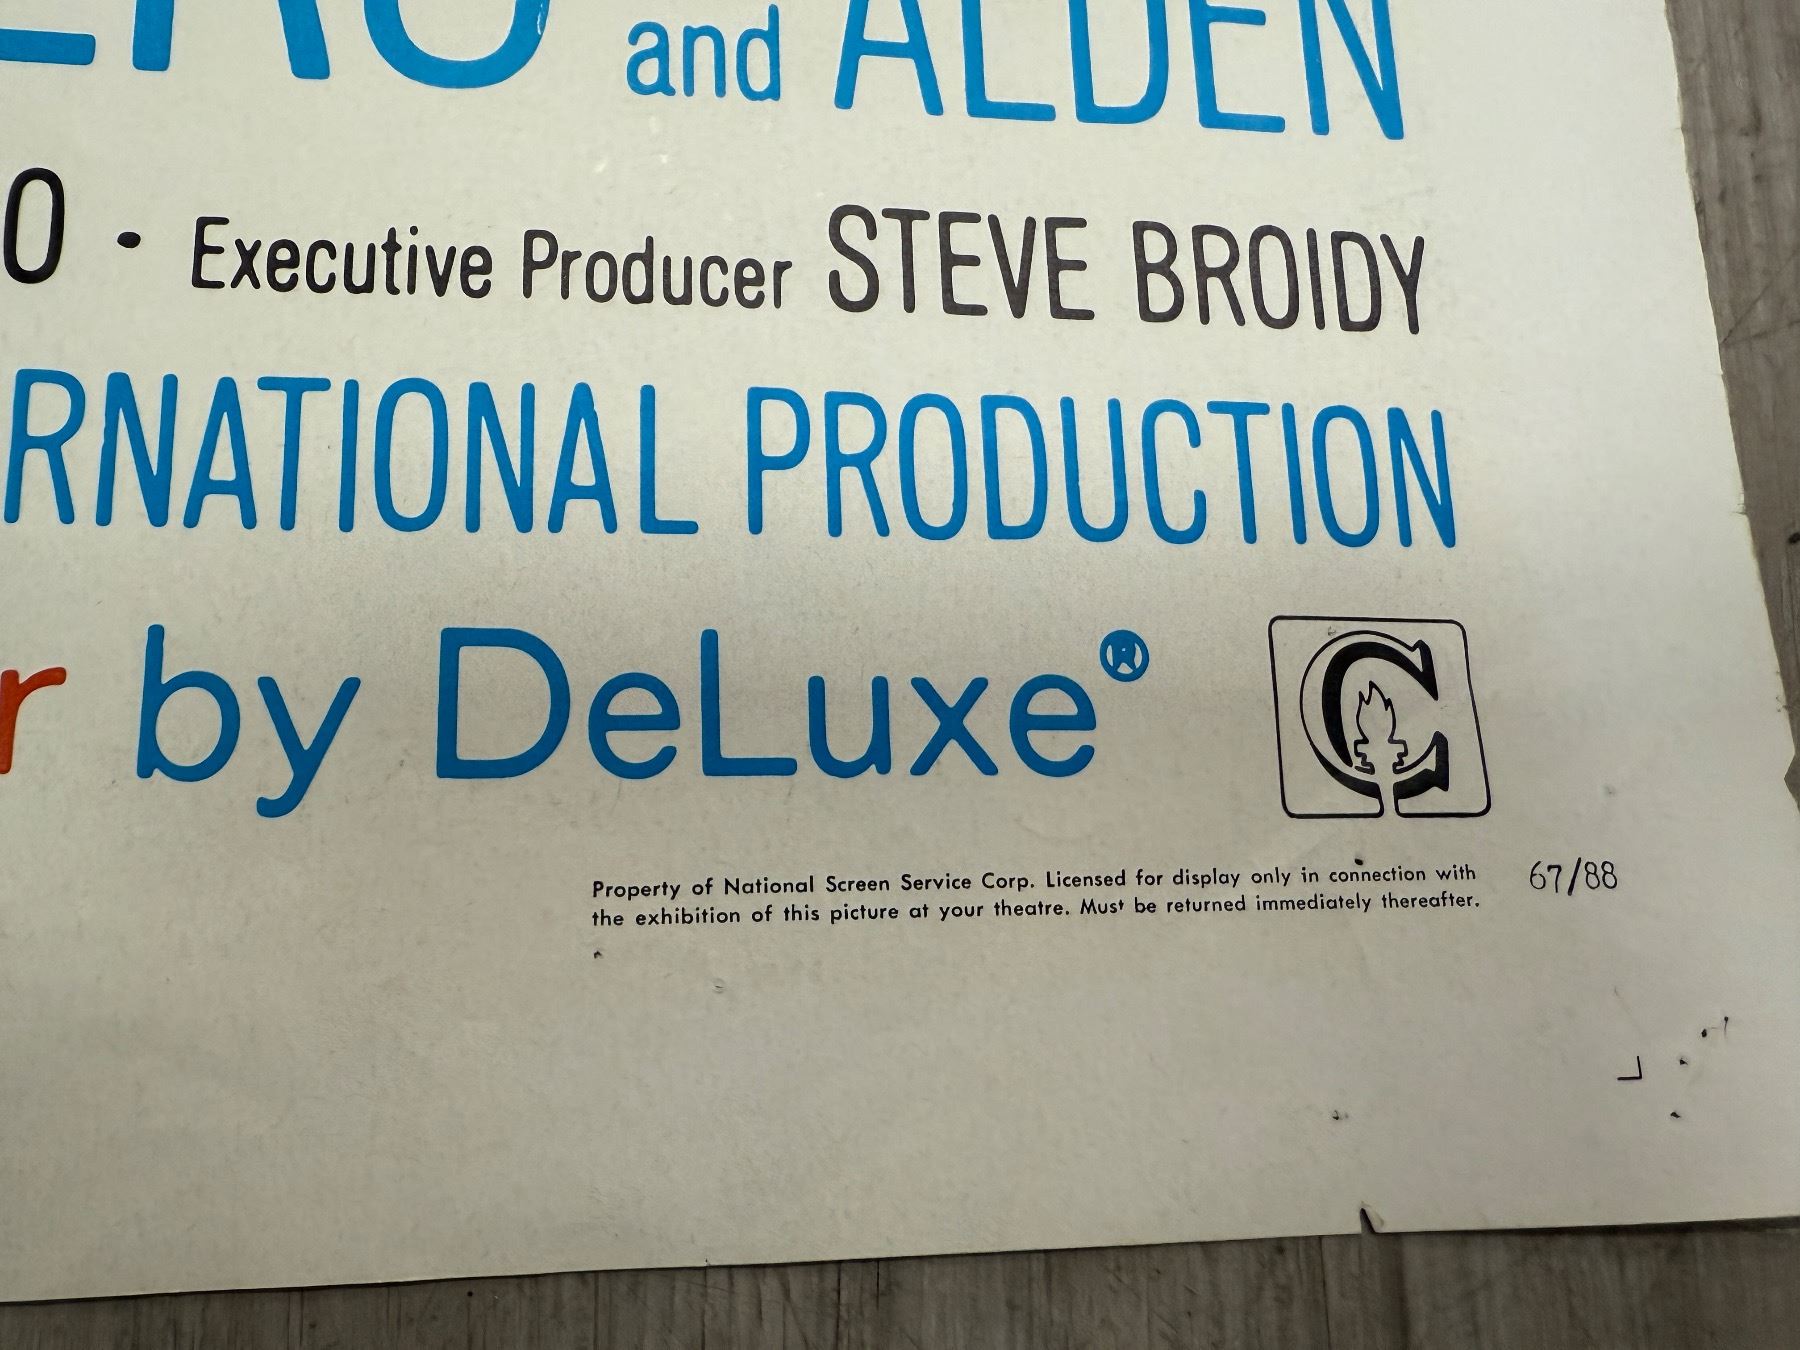 and ALDEN
O • Executive Producer STEVE BROIDY
RNATIONAL PRODUCTION
r by DeLuxe®
C
Property of National Screen Service Corp. Licensed for display only in connection with
the exhibition of this picture at your theatre. Must be returned immediately thereafter.
67/88